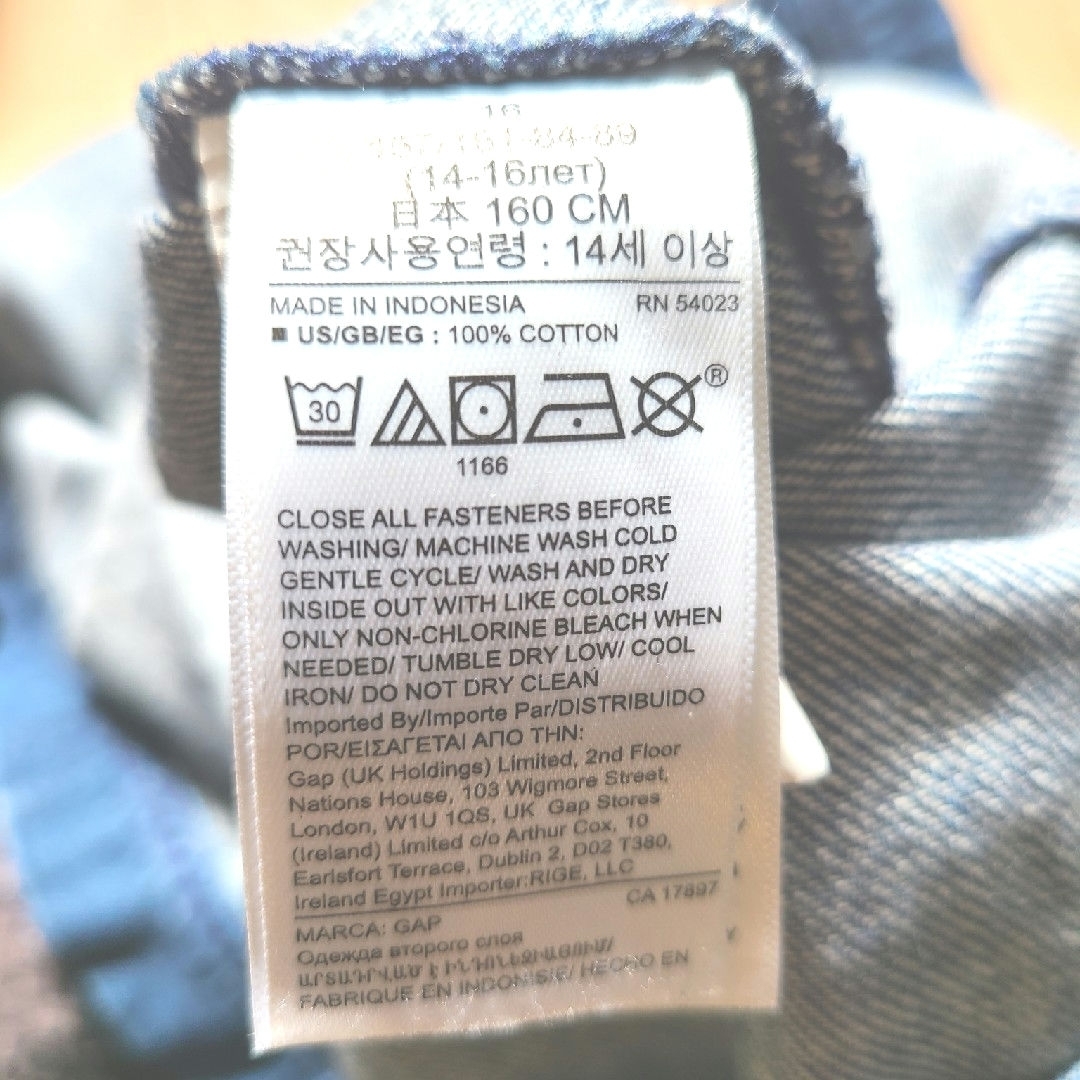 16
(14-16лет)
日本 160 CM
권장사용연령 : 14세 이상
MADE IN INDONESIA RN 54023
US/GB/EG : 100% COTTON
30 ®
1166
CLOSE ALL FASTENERS BEFORE
WASHING/ MACHINE WASH COLD
GENTLE CYCLE/ WASH AND DRY
INSIDE OUT WITH LIKE COLORS/
ONLY NON-CHLORINE BLEACH WHEN
NEEDED/ TUMBLE DRY LOW/ COOL
IRON/ DO NOT DRY CLEAN
Imported By/Importe Par/DISTRIBUIDO
POR/ΕΙΣΑΓΕΤΑΙ ΑΠΟ ΤΗΝ:
Gap (UK Holdings) Limited, 2nd Floor
Nations House, 103 Wigmore Street,
London, W1U 1QS, UK Gap Stores
(Ireland) Limited c/o Arthur Cox, 10
Earlsfort Terrace, Dublin 2, D02 T380,
Ireland Egypt Importer:RIGE, LLC
CA 17897
MARCA: GAP
Одежда второго слоя
ԱՐՏԱԴՐՎԱԾ Է ԻՆԴՈՆԵԶԻԱՅՈՒՄ/
FABRIQUE EN INDONISIE/ HECHO EN